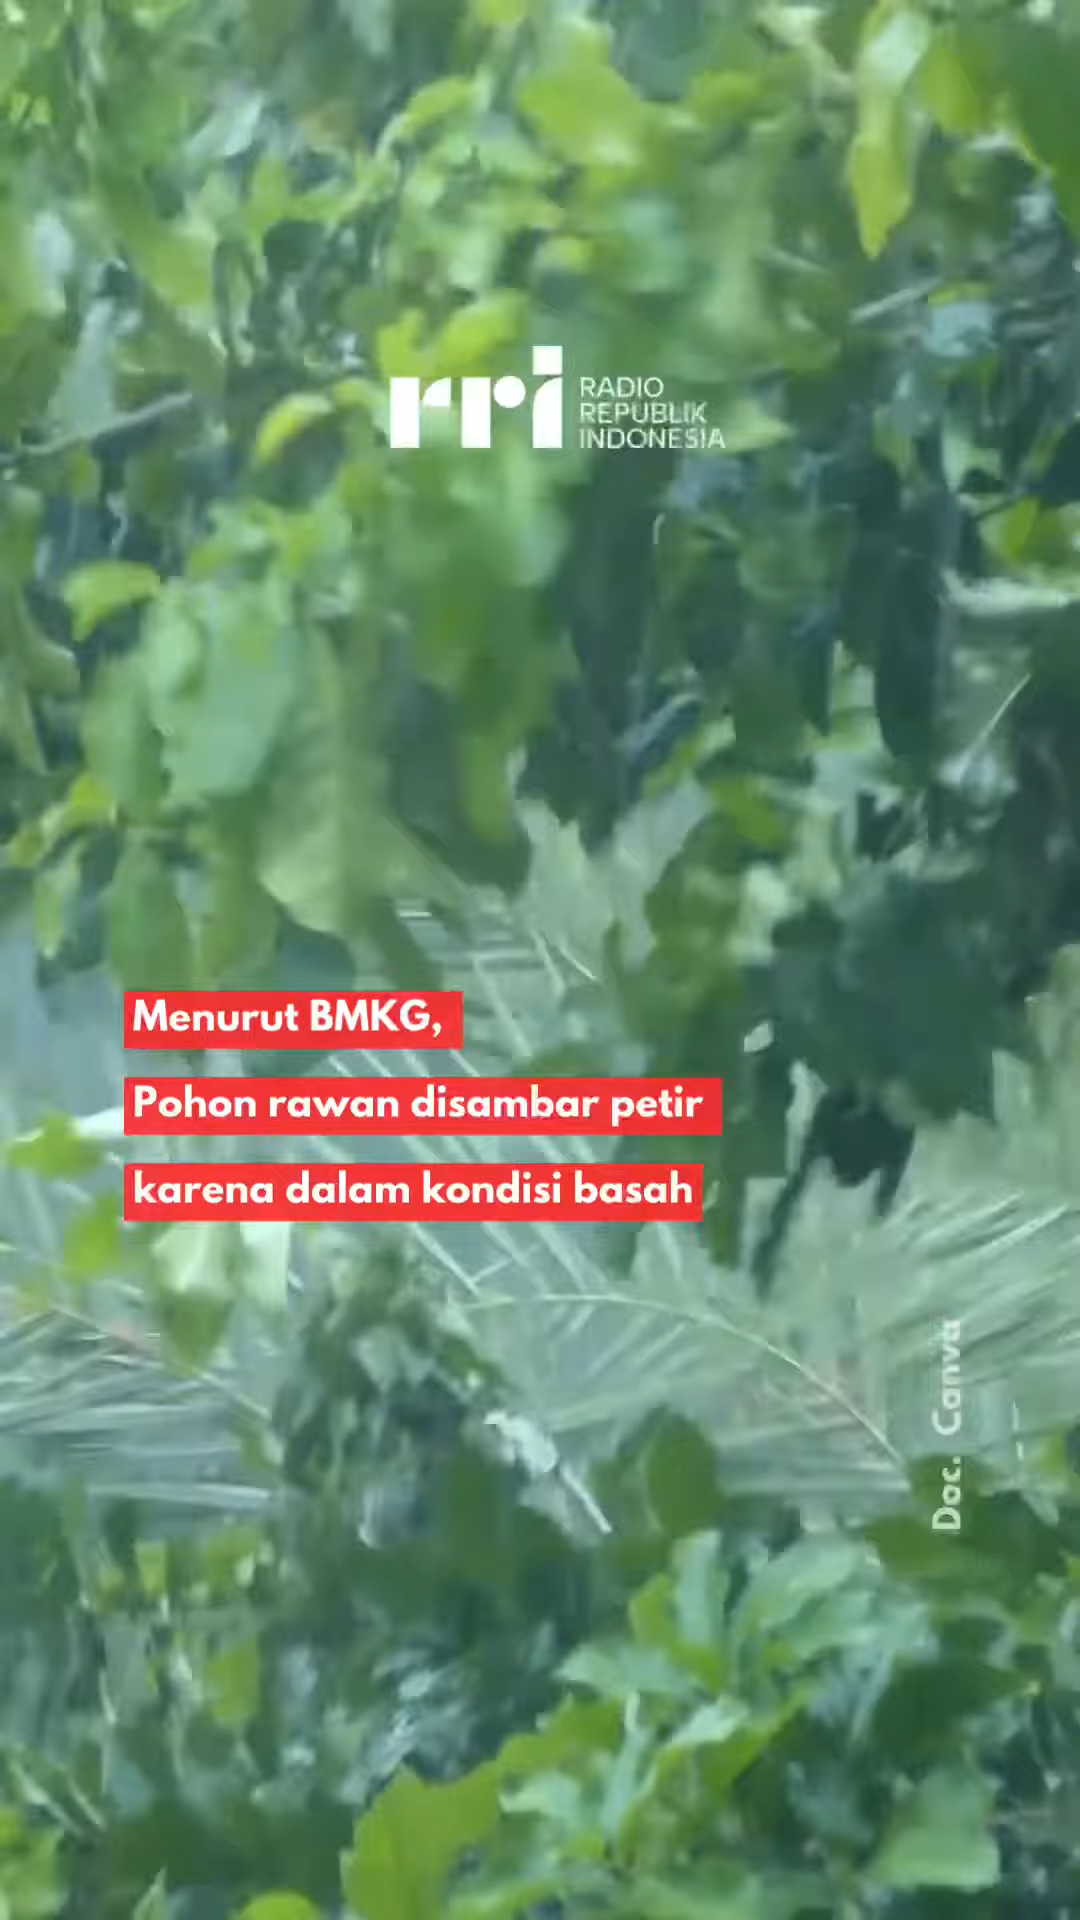 rri
RADIO
REPUBLIK
INDONESIA
Menurut BMKG,
Pohon rawan disambar petir
karena dalam kondisi basah
Doc. Canva